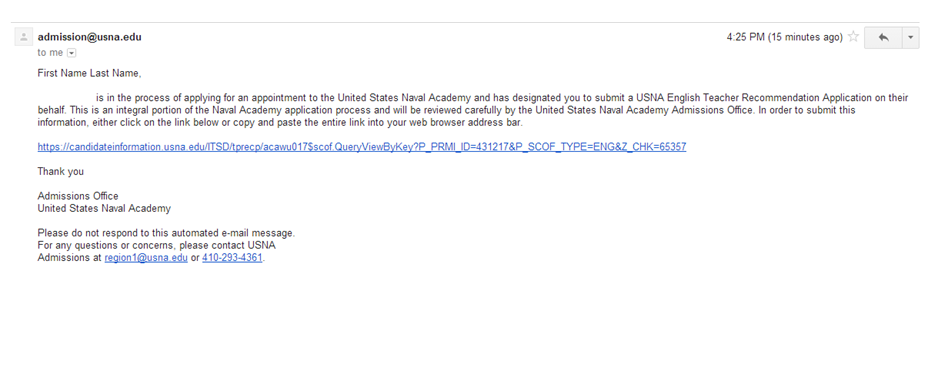 admission@usna.edu 4:25 PM (15 minutes ago)
to me
First Name Last Name,
is in the process of applying for an appointment to the United States Naval Academy and has designated you to submit a USNA English Teacher Recommendation Application on their
behalf. This is an integral portion of the Naval Academy application process and will be reviewed carefully by the United States Naval Academy Admissions Office. In order to submit this
information, either click on the link below or copy and paste the entire link into your web browser address bar.
https://candidateinformation.usna.edu/ITSD/tprecp/acawu017$scof.QueryViewByKey?P_PRMI_ID=431217&P_SCOF_TYPE=ENG&Z_CHK=65357
Thank you
Admissions Office
United States Naval Academy
Please do not respond to this automated e-mail message.
For any questions or concerns, please contact USNA
Admissions at region1@usna.edu or 410-293-4361.